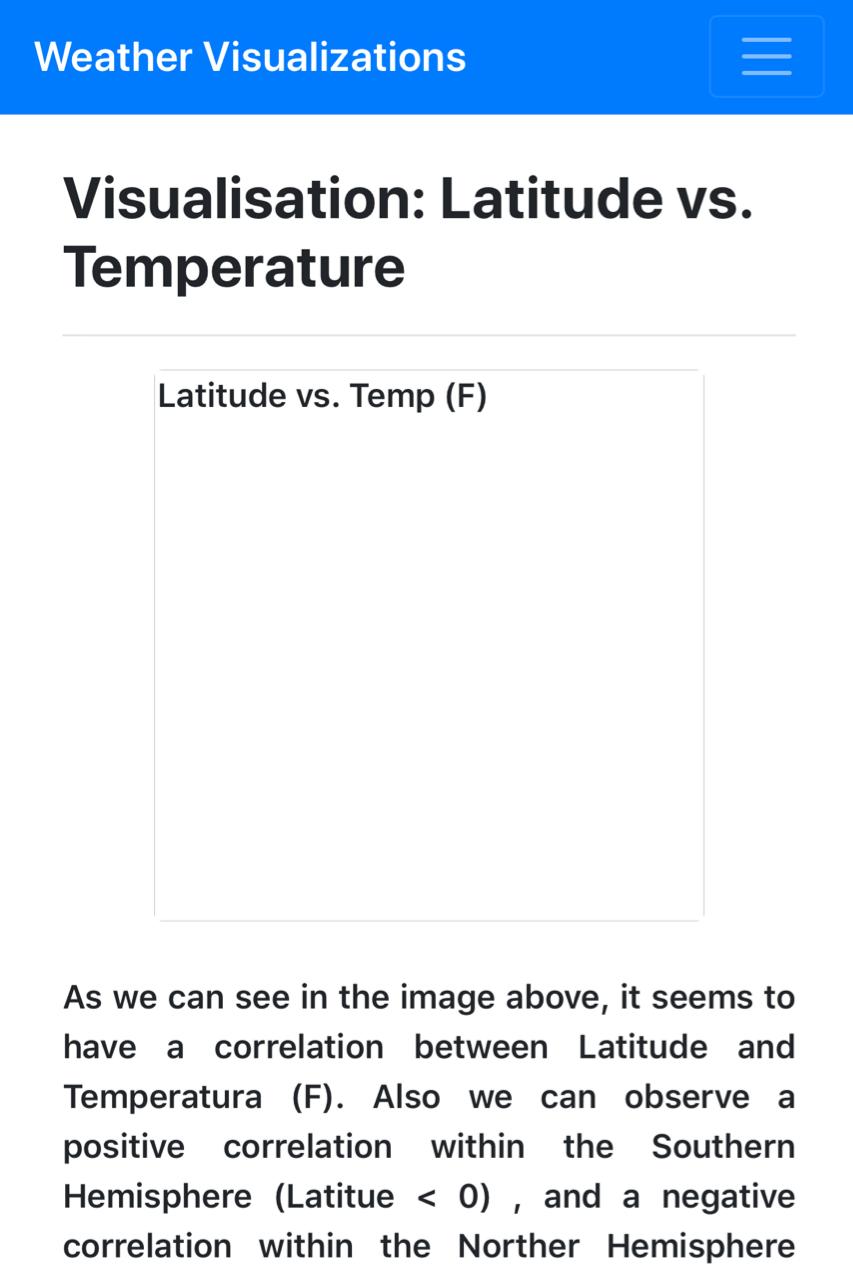 Weather Visualizations
Visualisation: Latitude vs.
Temperature
Latitude vs. Temp (F)
As we can see in the image above, it seems to
have a correlation between Latitude and
Temperatura (F). Also we can observe a
positive correlation within the Southern
Hemisphere (Latitue < 0) , and a negative
correlation within the Norther Hemisphere